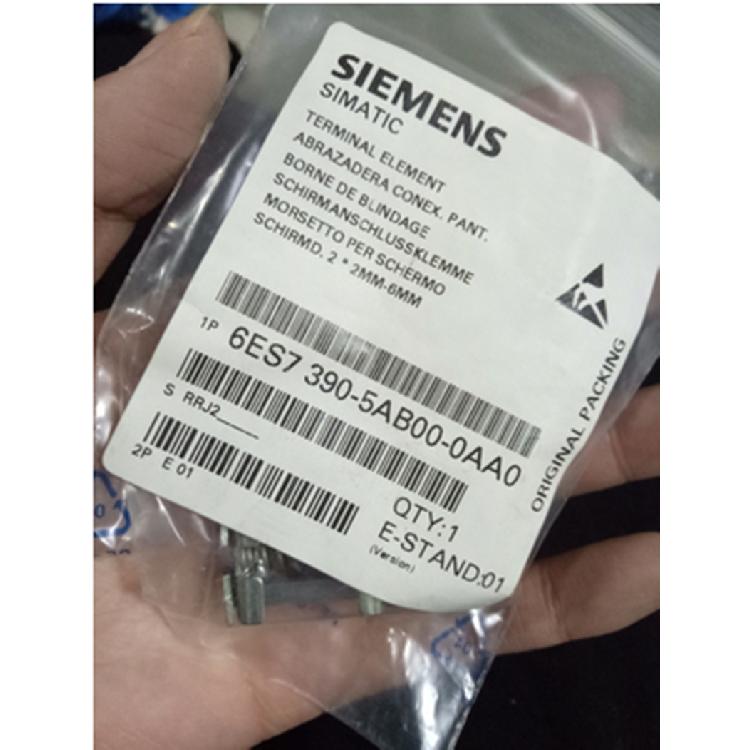 SIEMENS
SIMATIC
TERMINAL ELEMENT
ABRAZADERA CONEX. PANT.
BORNE DE BLINDAGE
SCHIRMANSCHLUSSKLEMME
MORSETTO PER SCHERMO
SCHIRMD. 2 * 2MM-6MM
1P 6ES7 390-5AB00-0AA0
S RRJ2_____
2P E 01
QTY:1
E-STAND:01
(Version)
ORIGINAL PACKING